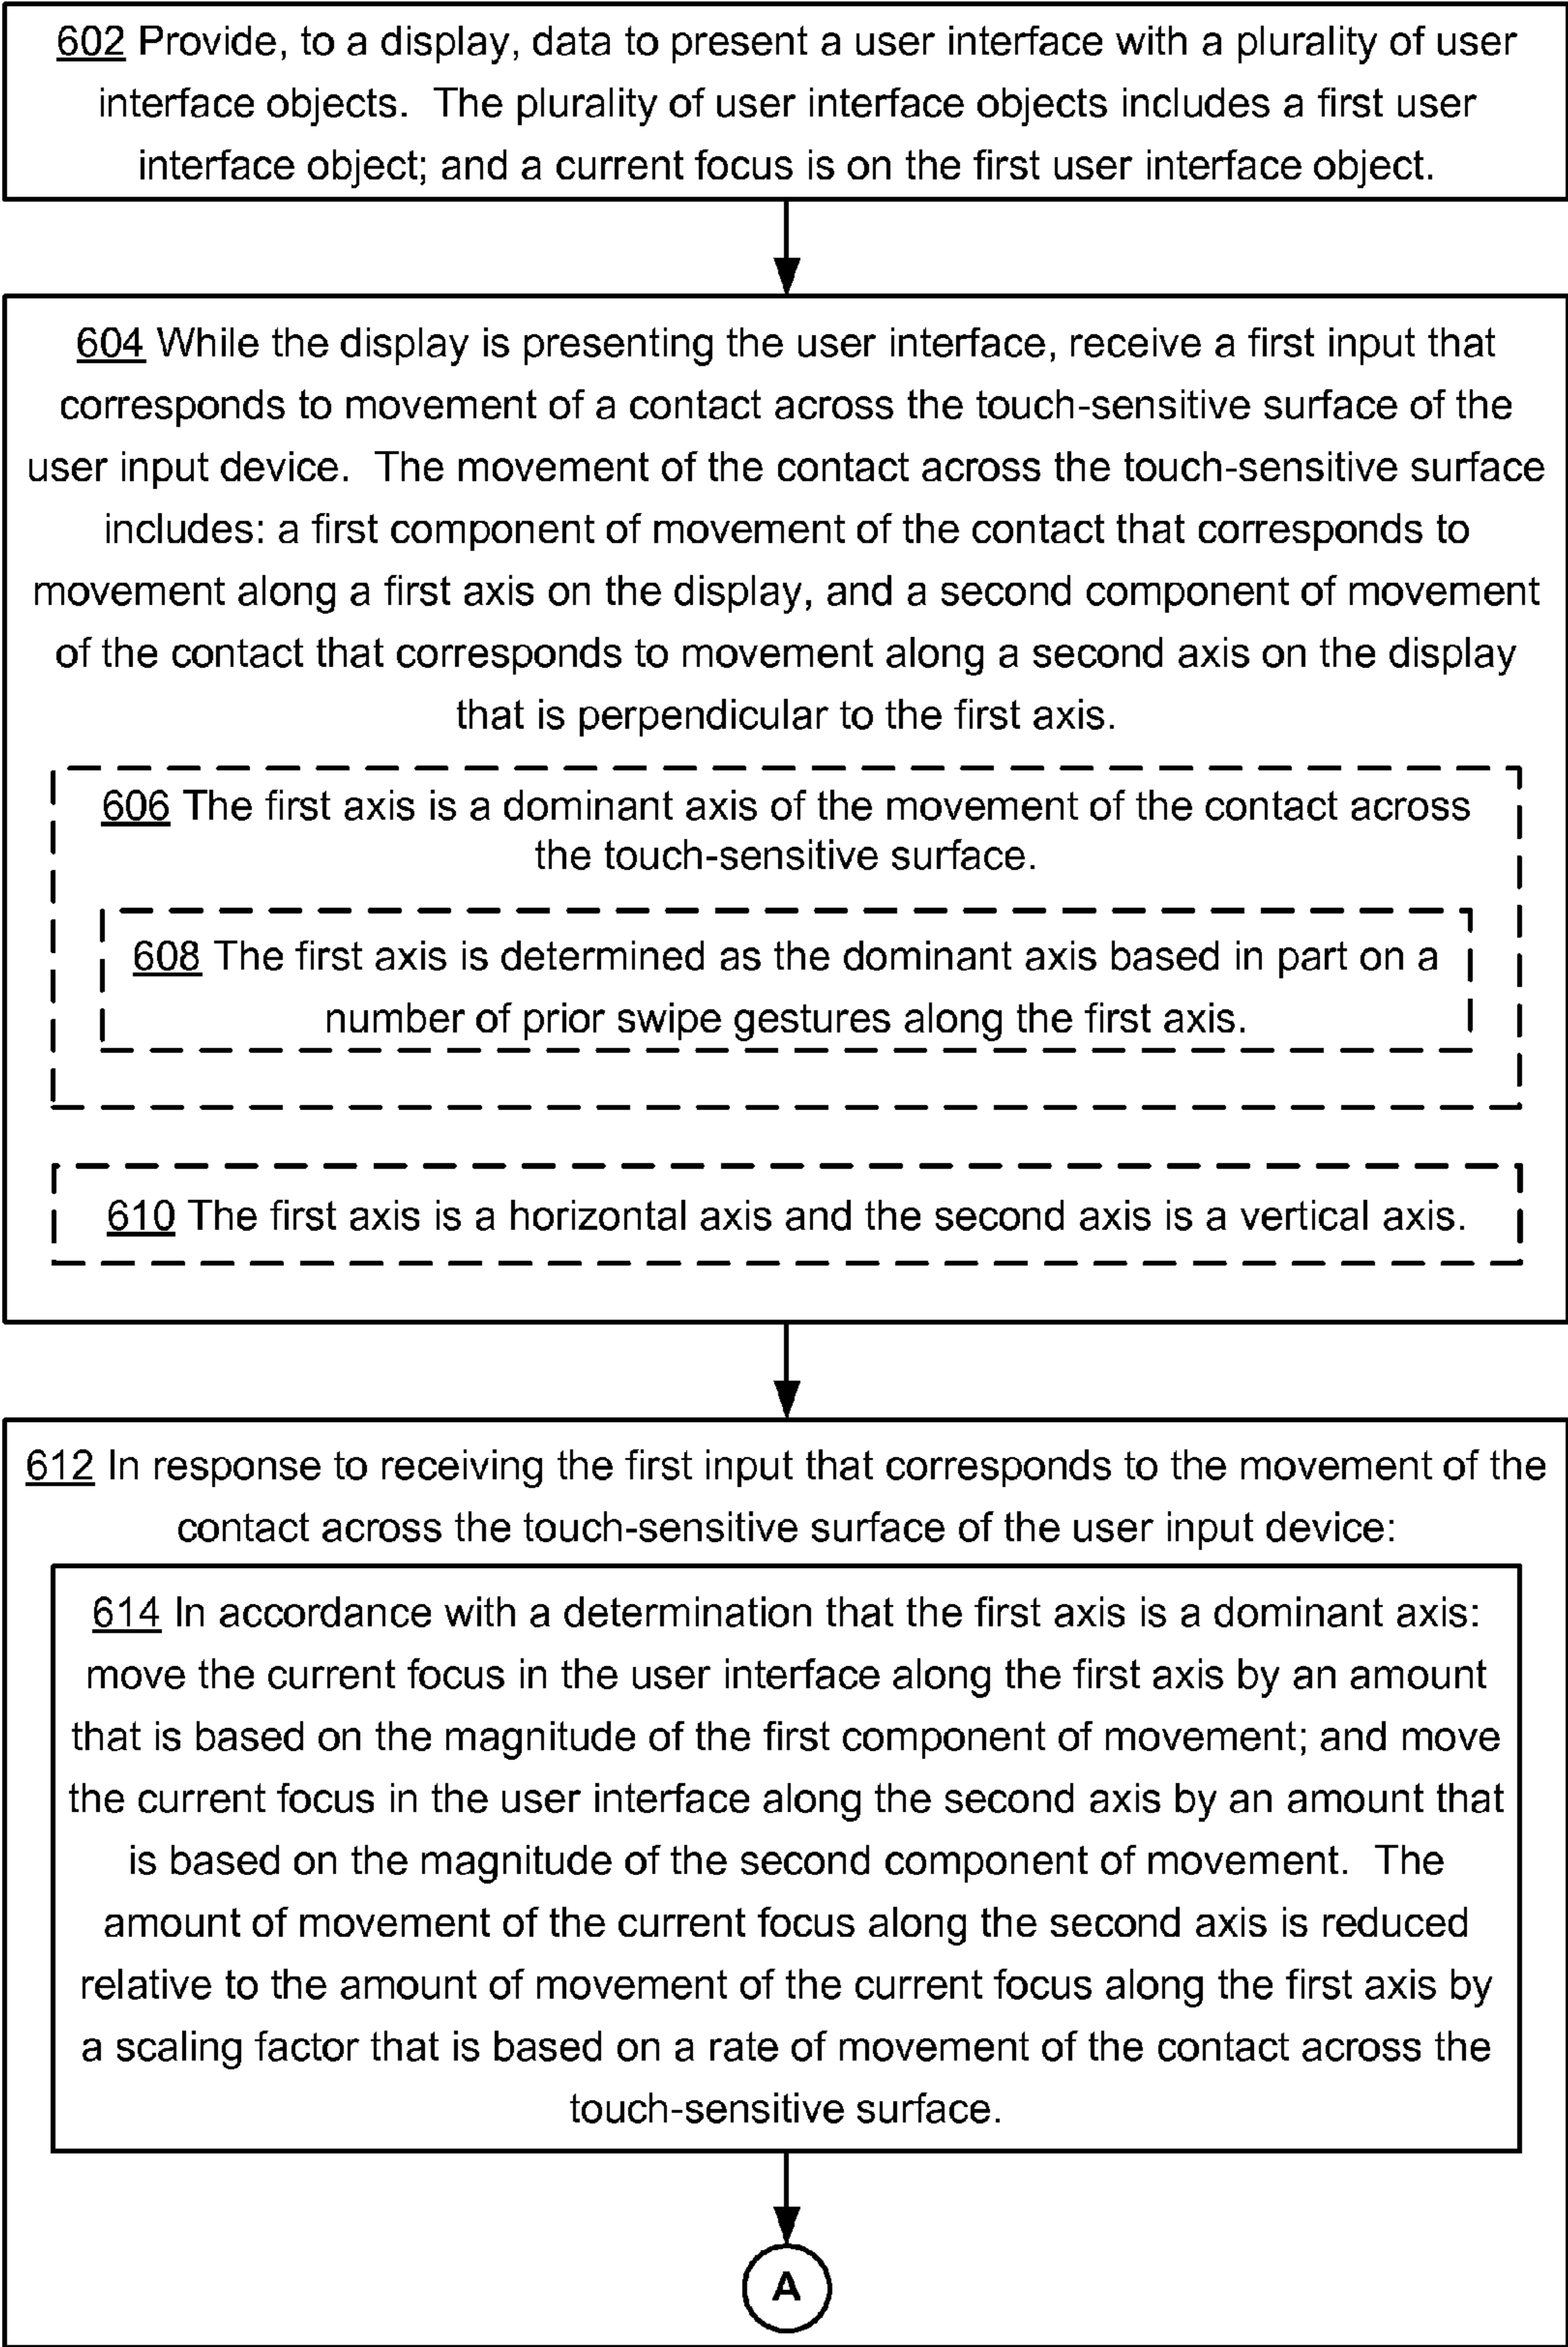 602 Provide, to a display, data to present a user interface with a plurality of user
interface objects.  The plurality of user interface objects includes a first user
interface object; and a current focus is on the first user interface object.
604 While the display is presenting the user interface, receive a first input that
corresponds to movement of a contact across the touch-sensitive surface of the
user input device.  The movement of the contact across the touch-sensitive surface
includes: a first component of movement of the contact that corresponds to
movement along a first axis on the display, and a second component of movement
of the contact that corresponds to movement along a second axis on the display
that is perpendicular to the first axis.
606 The first axis is a dominant axis of the movement of the contact across
the touch-sensitive surface.
608 The first axis is determined as the dominant axis based in part on a
number of prior swipe gestures along the first axis.
610 The first axis is a horizontal axis and the second axis is a vertical axis.
612 In response to receiving the first input that corresponds to the movement of the
contact across the touch-sensitive surface of the user input device:
614 In accordance with a determination that the first axis is a dominant axis:
move the current focus in the user interface along the first axis by an amount
that is based on the magnitude of the first component of movement; and move
the current focus in the user interface along the second axis by an amount that
is based on the magnitude of the second component of movement.  The
amount of movement of the current focus along the second axis is reduced
relative to the amount of movement of the current focus along the first axis by
a scaling factor that is based on a rate of movement of the contact across the
touch-sensitive surface.
A